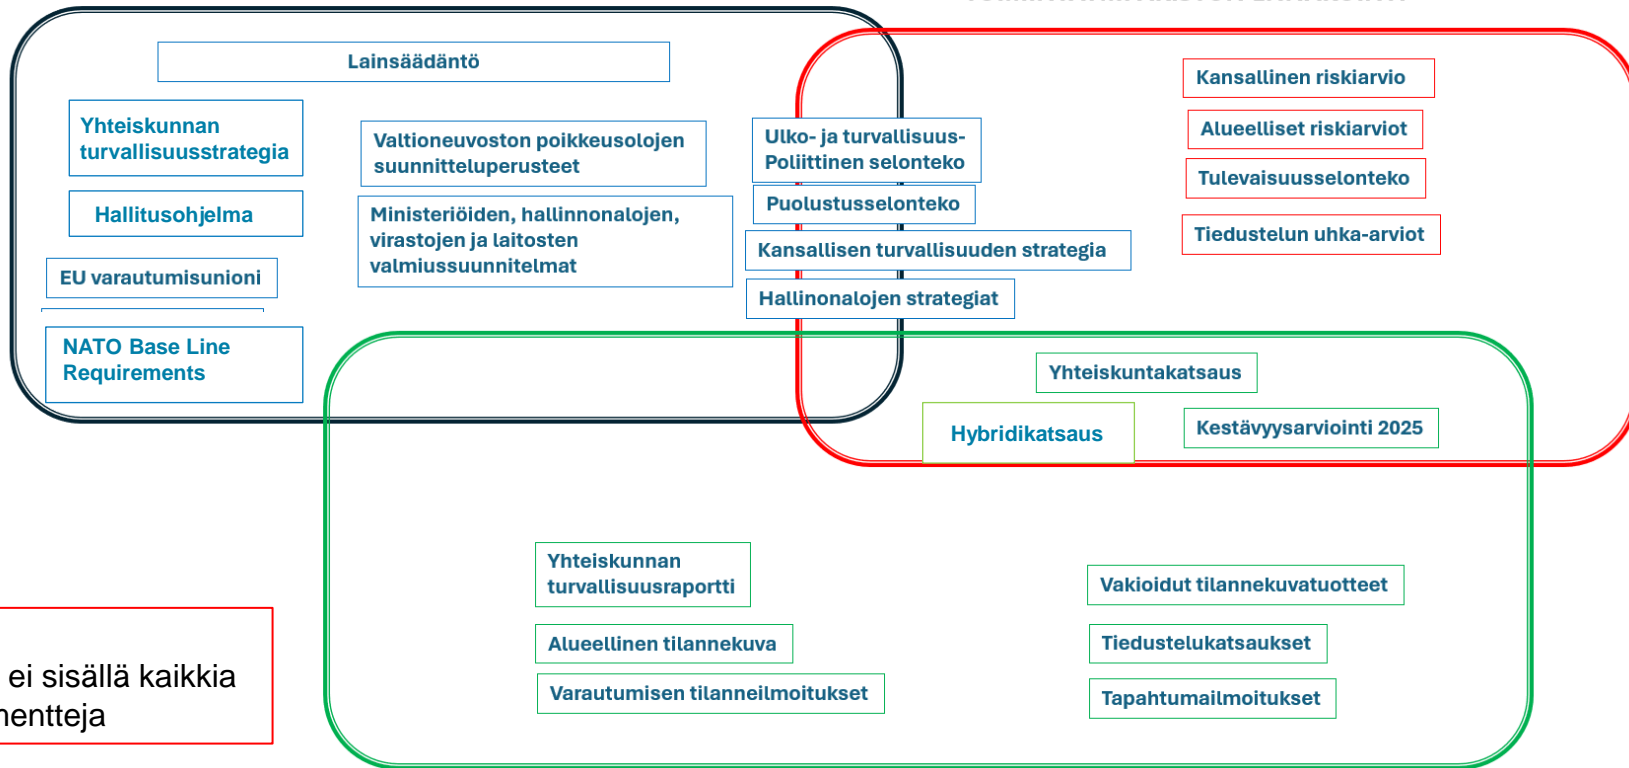 Lainsäädäntö
Yhteiskunnan
turvallisuusstrategia
Hallitusohjelma
EU varautumisunioni
NATO Base Line
Requirements
Valtioneuvoston poikkeusolojen
suunnitteluperusteet
Ministeriöiden, hallinnonalojen,
virastojen ja laitosten
valmiussuunnitelmat
Ulko- ja turvallisuus-
Poliittinen selonteko
Puolustusselonteko
Kansallisen turvallisuuden strategia
Hallinonalojen strategiat
Kansallinen riskiarvio
Alueelliset riskiarviot
Tulevaisuusselonteko
Tiedustelun uhka-arviot
Yhteiskuntakatsaus
Hybridikatsaus
Kestävyysarviointi 2025
Yhteiskunnan
turvallisuusraportti
Alueellinen tilannekuva
Varautumisen tilanneilmoitukset
Vakioidut tilannekuvatuotteet
Tiedustelukatsaukset
Tapahtumailmoitukset
ei sisällä kaikkia